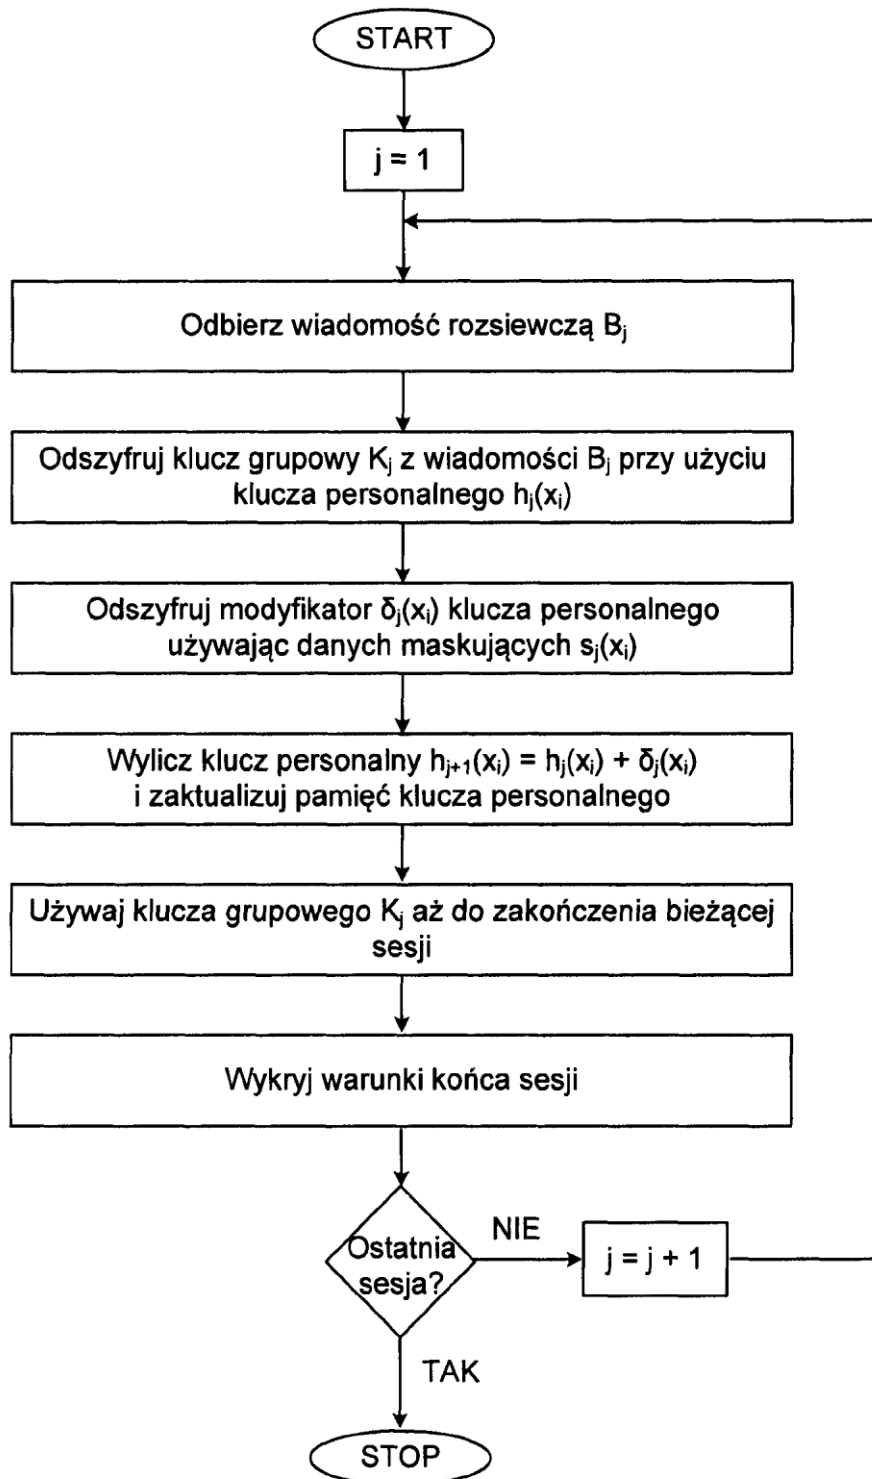 START
j = 1
Odbierz wiadomość rozsiewczą Bⱼ
Odszyfruj klucz grupowy Kⱼ z wiadomości Bⱼ przy użyciu
klucza personalnego hⱼ(xᵢ)
Odszyfruj modyfikator δⱼ(xᵢ) klucza personalnego
używając danych maskujących sⱼ(xᵢ)
Wylicz klucz personalny hⱼ₊₁(xᵢ) = hⱼ(xᵢ) + δⱼ(xᵢ)
i zaktualizuj pamięć klucza personalnego
Używaj klucza grupowego Kⱼ aż do zakończenia bieżącej
sesji
Wykryj warunki końca sesji
Ostatnia
sesja?
NIE
j = j + 1
TAK
STOP